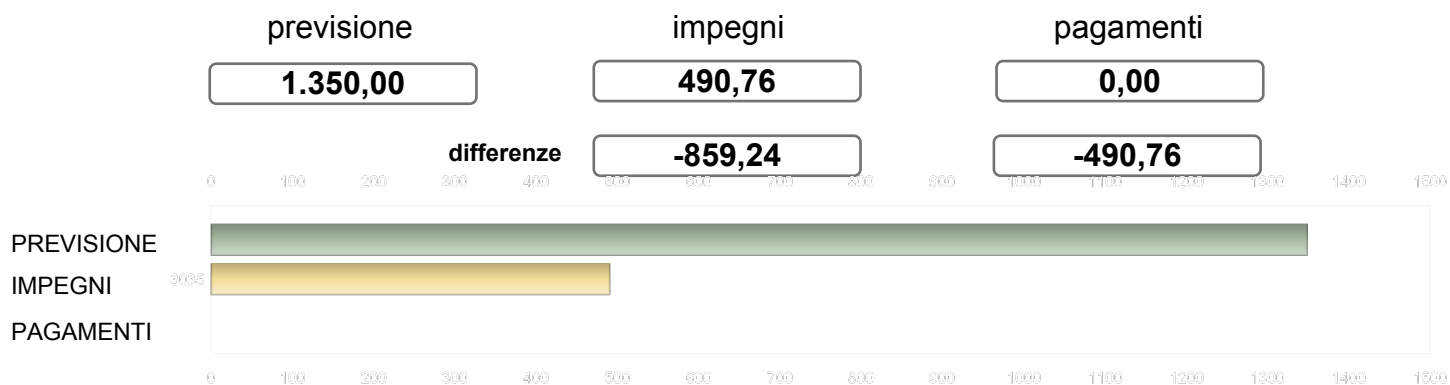 previsione impegni pagamenti
1.350,00 490,76 0,00
differenze -859,24 -490,76
0 100 200 300 400 500 600 700 800 900 1000 1100 1200 1300 1400 1500
PREVISIONE
3035
IMPEGNI
PAGAMENTI
0 100 200 300 400 500 600 700 800 900 1000 1100 1200 1300 1400 1500